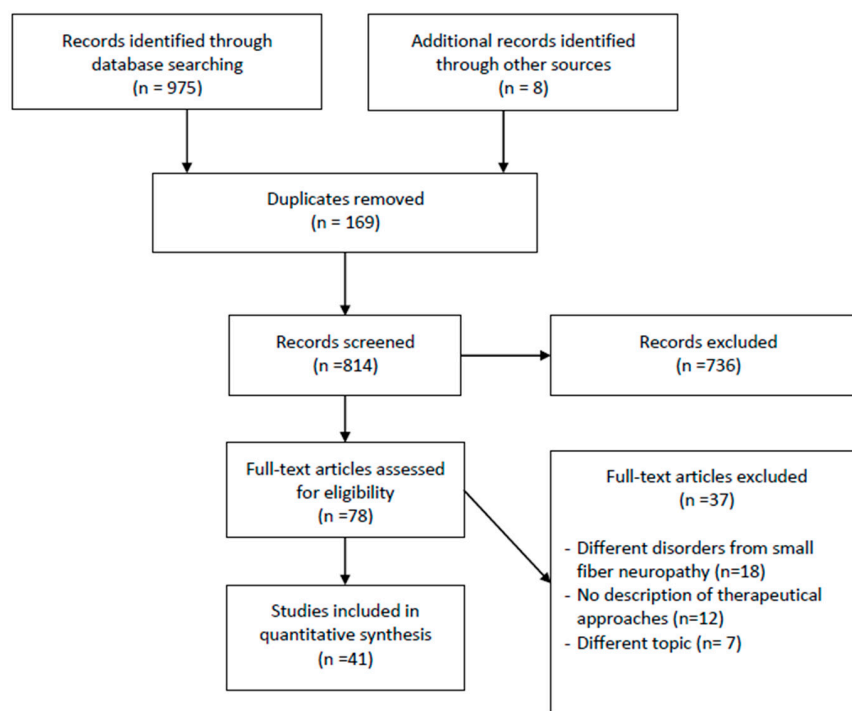 Records identified through
database searching
(n = 975)
Additional records identified
through other sources
(n = 8)
Duplicates removed
(n = 169)
Records screened
(n =814)
Records excluded
(n =736)
Full-text articles assessed
for eligibility
(n =78)
Full-text articles excluded
(n =37)
- Different disorders from small
fiber neuropathy (n=18)
- No description of therapeutical
approaches (n=12)
- Different topic (n= 7)
Studies included in
quantitative synthesis
(n =41)